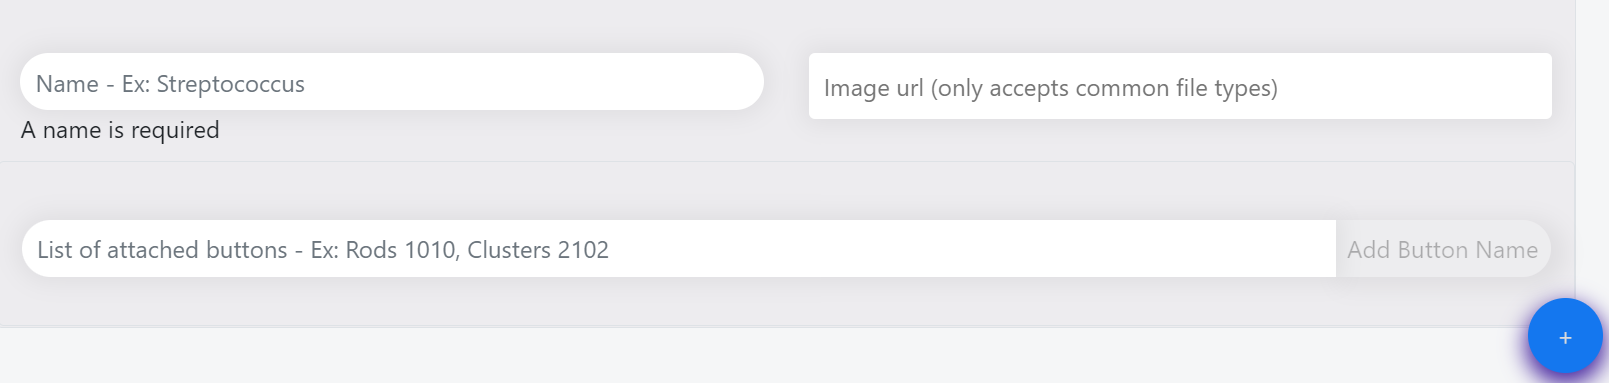 Name - Ex: Streptococcus
Image url (only accepts common file types)
A name is required
List of attached buttons - Ex: Rods 1010, Clusters 2102
Add Button Name
+